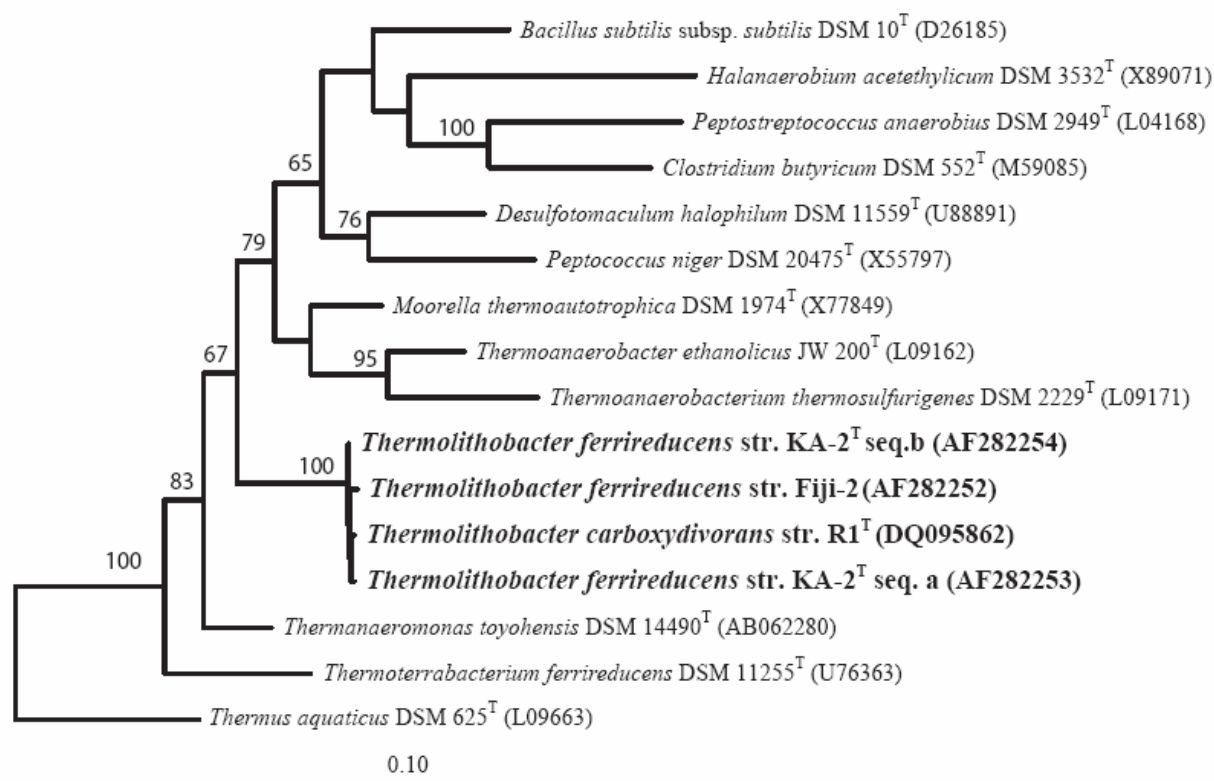 Bacillus subtilis subsp. subtilis DSM 10T (D26185)
Halanaerobium acetethylicum DSM 3532T (X89071)
100
Peptostreptococcus anaerobius DSM 2949T (L04168)
Clostridium butyricum DSM 552T (M59085)
65
76
Desulfotomaculum halophilum DSM 11559T (U88891)
79
Peptococcus niger DSM 20475T (X55797)
Moorella thermoautotrophica DSM 1974T (X77849)
67
95
Thermoanaerobacter ethanolicus JW 200T (L09162)
Thermoanaerobacterium thermosulfurigenes DSM 2229T (L09171)
Thermolithobacter ferrireducens str. KA-2T seq.b (AF282254)
100
83
Thermolithobacter ferrireducens str. Fiji-2 (AF282252)
Thermolithobacter carboxydivorans str. R1T (DQ095862)
100
Thermolithobacter ferrireducens str. KA-2T seq. a (AF282253)
Thermanaeromonas toyohensis DSM 14490T (AB062280)
Thermoterrabacterium ferrireducens DSM 11255T (U76363)
Thermus aquaticus DSM 625T (L09663)
0.10